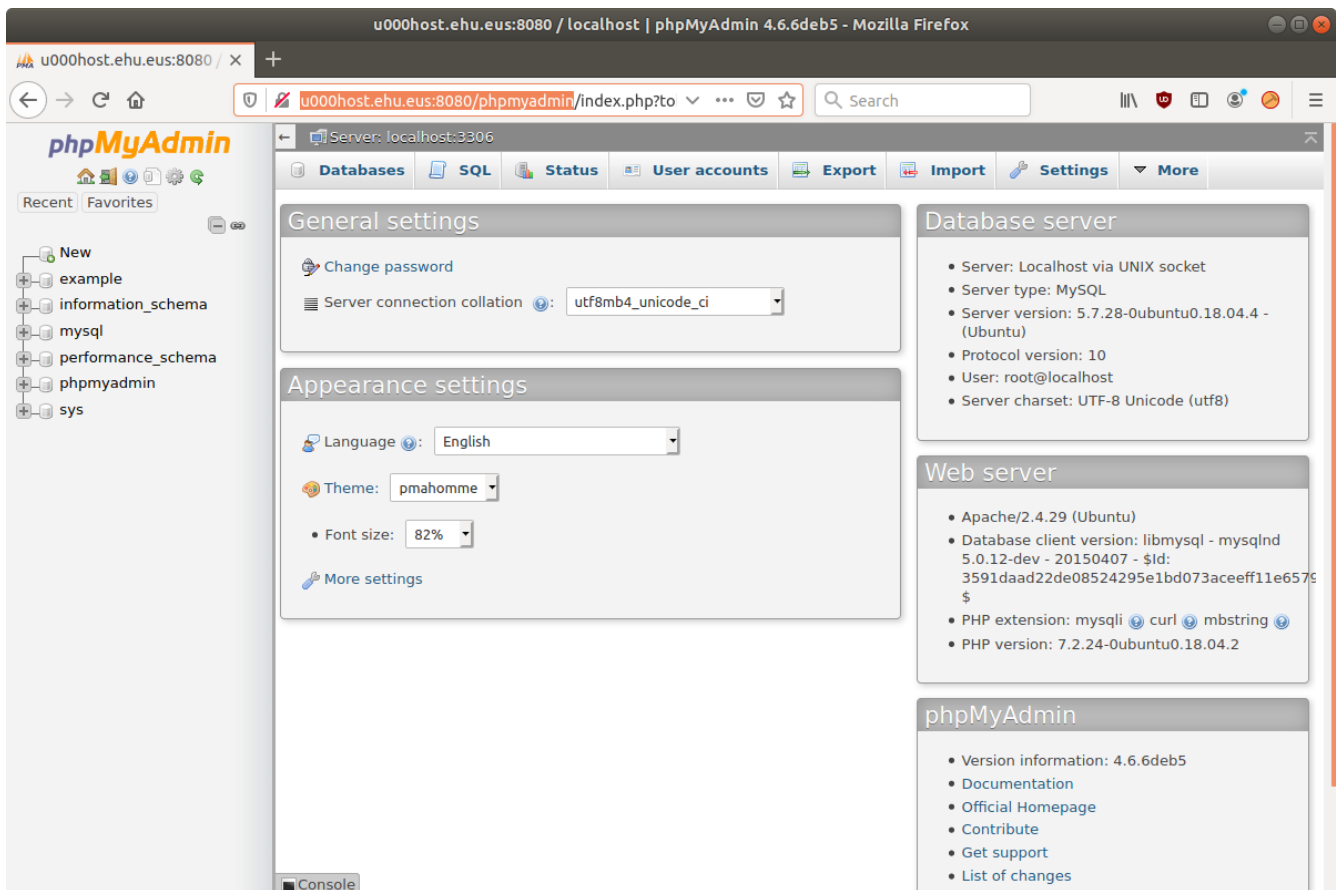 u000host.ehu.eus:8080 / localhost | phpMyAdmin 4.6.6deb5 - Mozilla Firefox
u000host.ehu.eus:8080 /
u000host.ehu.eus:8080/phpmyadmin/index.php?to
Search
phpMyAdmin
Recent Favorites
New
example
information_schema
mysql
performance_schema
phpmyadmin
sys
Server: localhost:3306
Databases SQL Status User accounts Export Import Settings More
General settings
Change password
Server connection collation : utf8mb4_unicode_ci
Appearance settings
Language : English
Theme: pmahomme
Font size: 82%
More settings
Database server
Server: Localhost via UNIX socket
Server type: MySQL
Server version: 5.7.28-0ubuntu0.18.04.4 -
(Ubuntu)
Protocol version: 10
User: root@localhost
Server charset: UTF-8 Unicode (utf8)
Web server
Apache/2.4.29 (Ubuntu)
Database client version: libmysql - mysqlnd
5.0.12-dev - 20150407 - $Id:
3591daad22de08524295e1bd073aceeff11e6579
$
PHP extension: mysqli curl mbstring
PHP version: 7.2.24-0ubuntu0.18.04.2
phpMyAdmin
Version information: 4.6.6deb5
Documentation
Official Homepage
Contribute
Get support
List of changes
Console